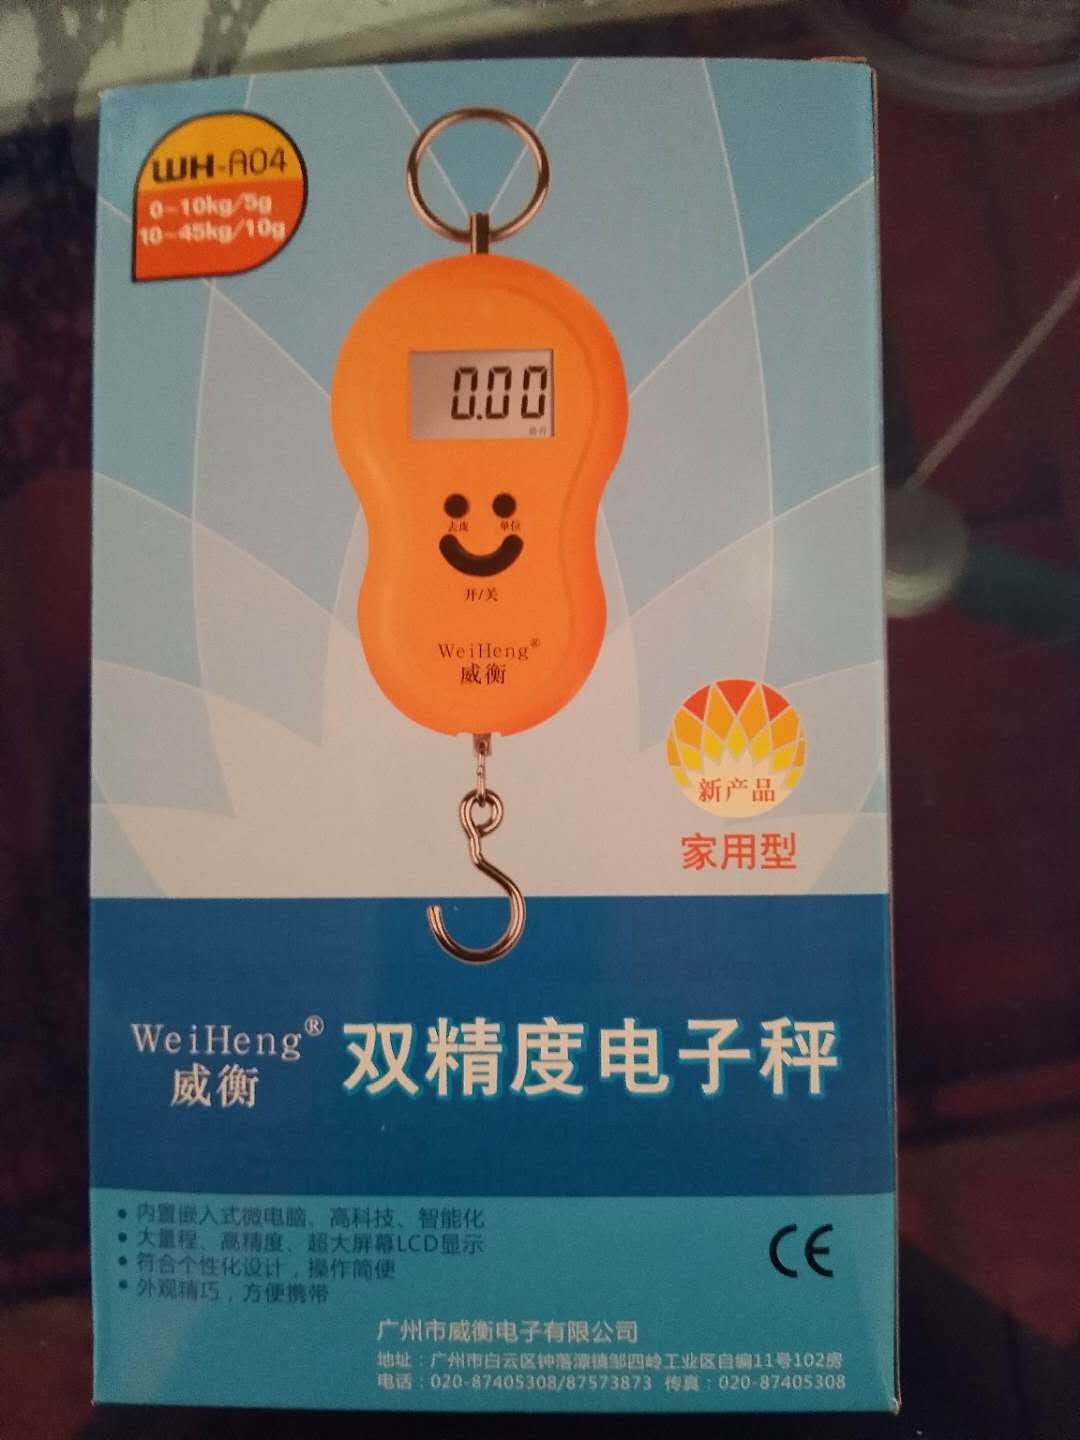 WH-A04
0~10kg/5g
10~45kg/10g
0.00
去皮 单位
开/关
WeiHeng®
威衡
新产品
家用型
WeiHeng®
威衡
双精度电子秤
• 内置嵌入式微电脑、高科技、智能化
• 大量程、高精度、超大屏幕LCD显示
• 符合个性化设计，操作简便
• 外观精巧，方便携带
CE
广州市威衡电子有限公司
地址：广州市白云区钟落潭镇邹四岭工业区自编11号102房
电话：020-87405308/87573873 传真：020-87405308